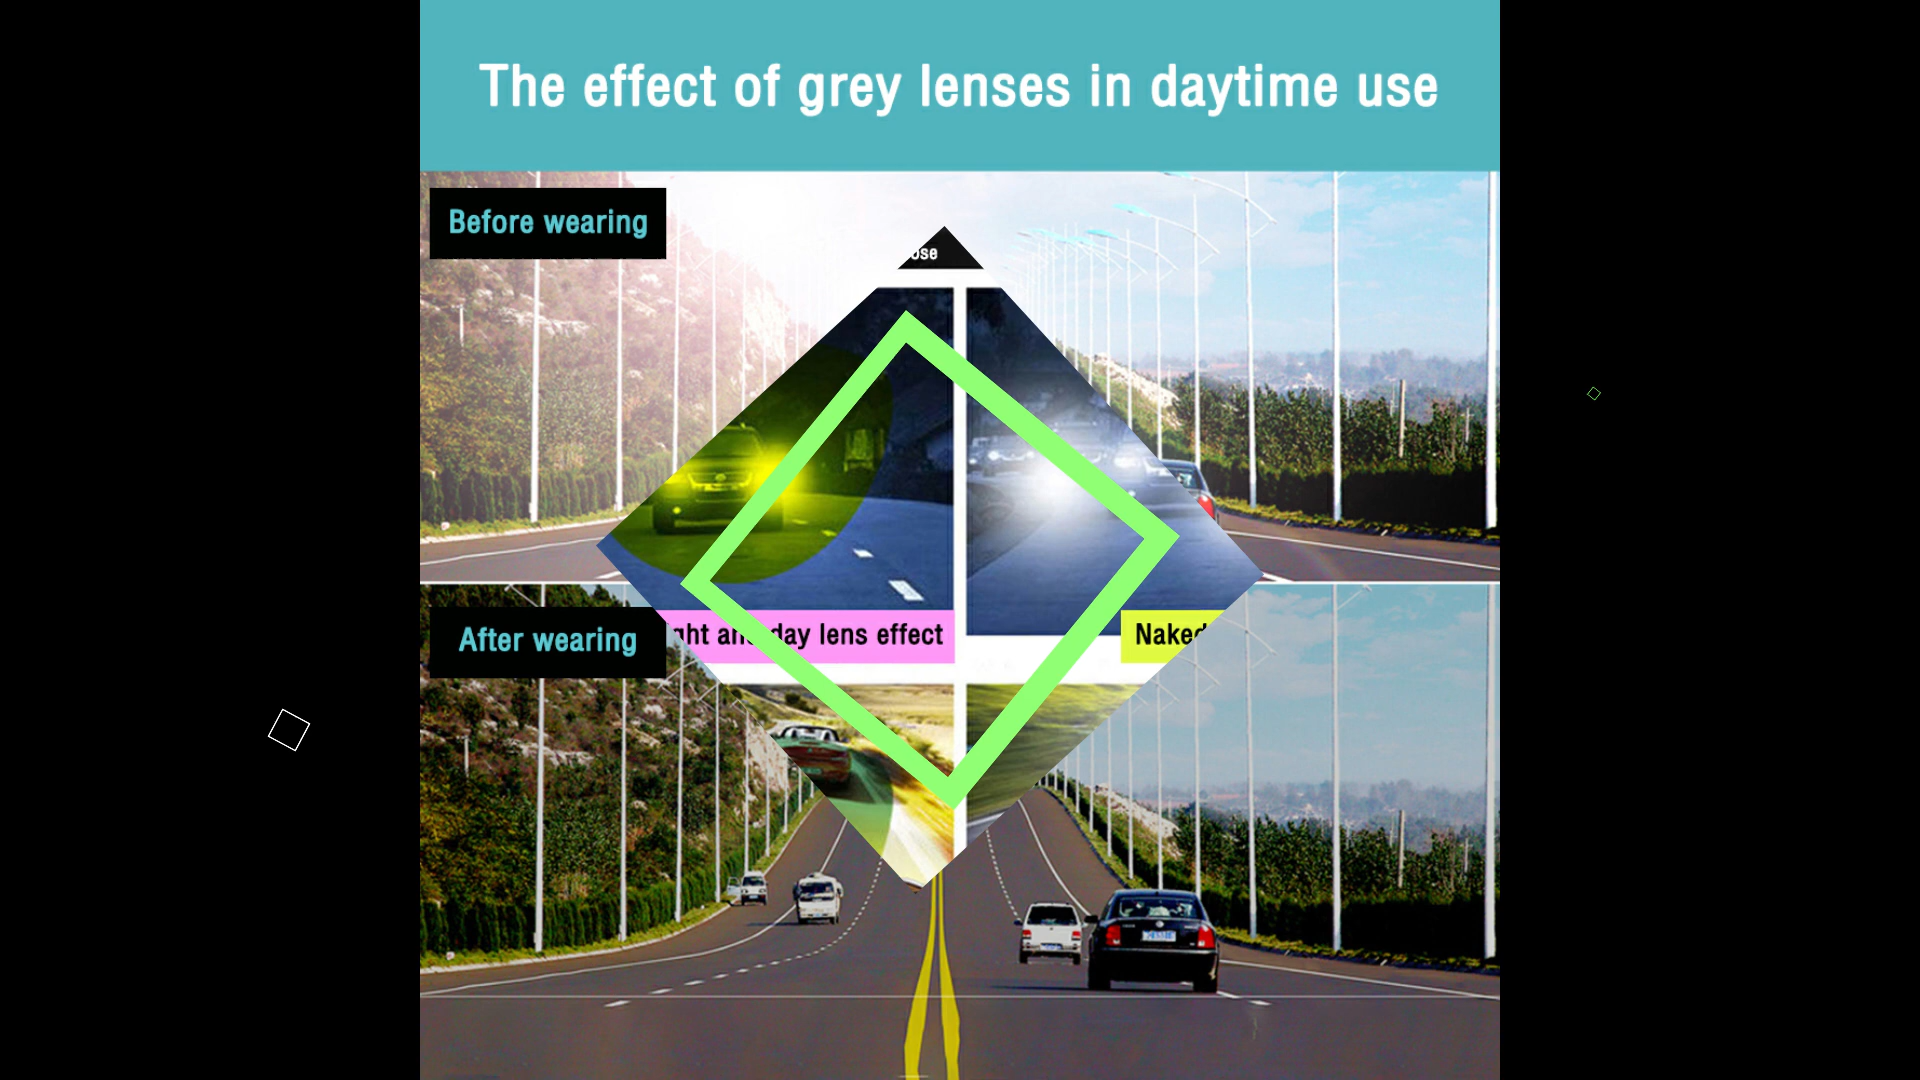 The effect of grey lenses in daytime use
Before wearing
After wearing
day lens effect